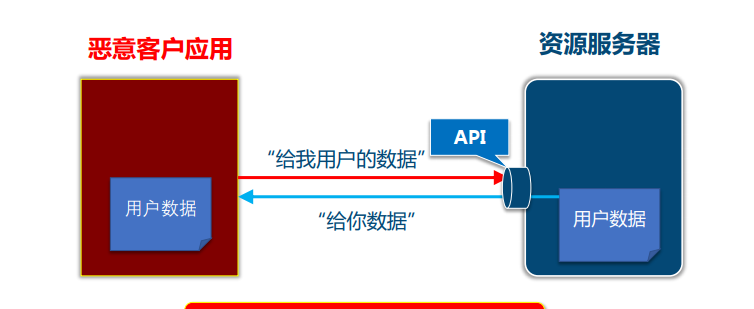 恶意客户应用
资源服务器
API
“给我用户的数据”
用户数据
“给你数据”
用户数据